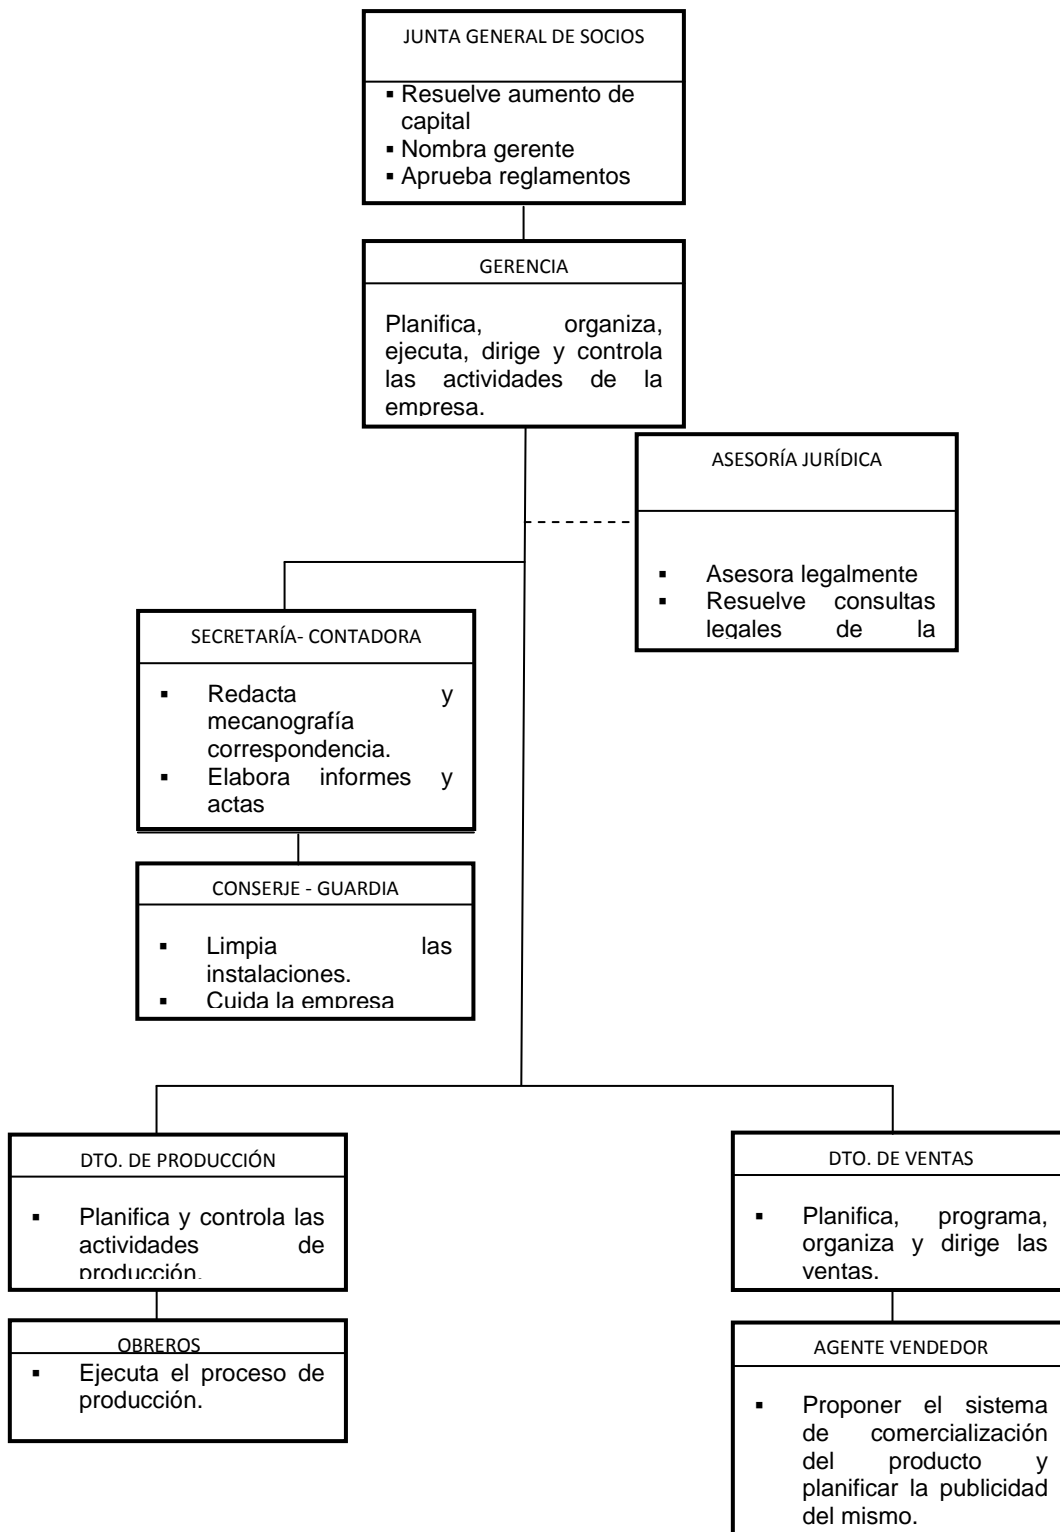 JUNTA GENERAL DE SOCIOS
▪ Resuelve aumento de
capital
▪ Nombra gerente
▪ Aprueba reglamentos
GERENCIA
Planifica, organiza,
ejecuta, dirige y controla
las actividades de la
empresa.
ASESORÍA JURÍDICA
▪ Asesora legalmente
▪ Resuelve consultas
legales de la
SECRETARÍA- CONTADORA
▪ Redacta y
mecanografía
correspondencia.
▪ Elabora informes y
actas
CONSERJE - GUARDIA
▪ Limpia las
instalaciones.
▪ Cuida la empresa
DTO. DE PRODUCCIÓN
▪ Planifica y controla las
actividades de
producción.
OBREROS
▪ Ejecuta el proceso de
producción.
DTO. DE VENTAS
▪ Planifica, programa,
organiza y dirige las
ventas.
AGENTE VENDEDOR
▪ Proponer el sistema
de comercialización
del producto y
planificar la publicidad
del mismo.